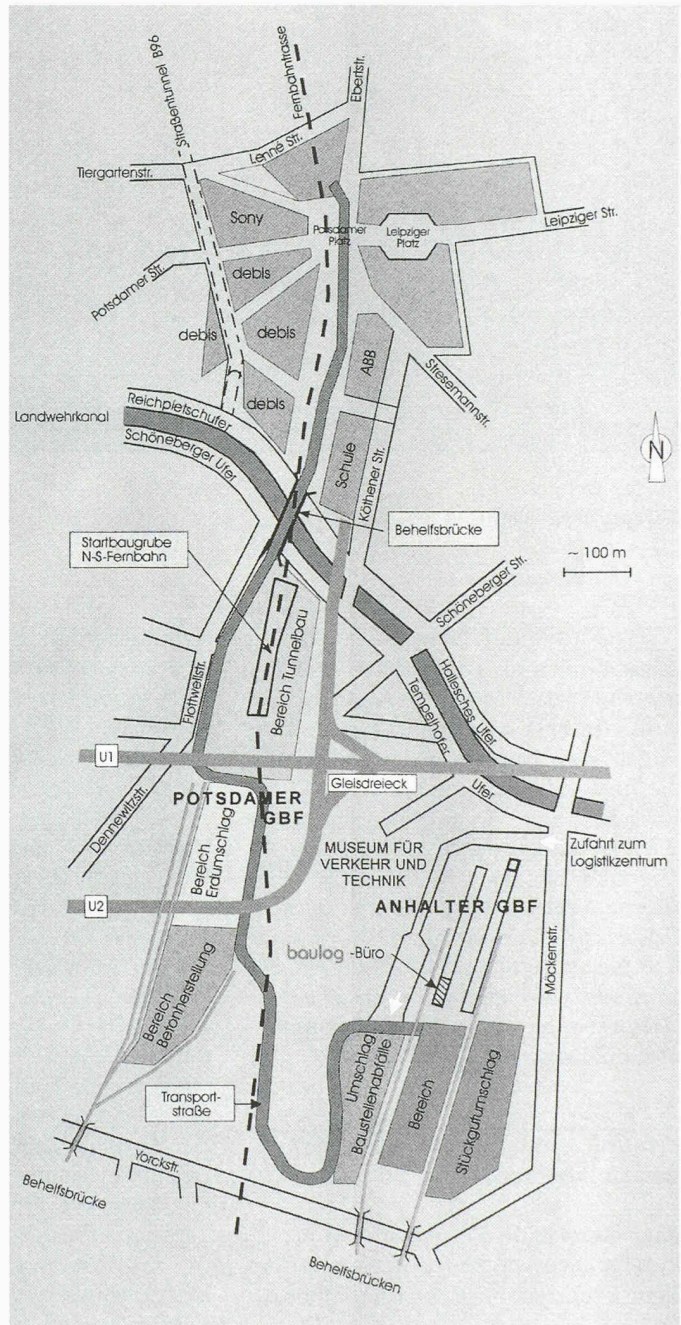 Straßentunnel B96
Fernbahntrasse
Ebertstr.
Lenné Str.
Tiergartenstr.
Sony
Potsdamer
Platz
Leipziger
Platz
Leipziger Str.
Potsdamer Str.
debis
debis
debis
debis
ABB
Stresemannstr.
Reichpietschufer
Landwehrkanal
Schöneberger Ufer
Schule
Köthener Str.
N
Behelfsbrücke
Startbaugrube
N-S-Fernbahn
~ 100 m
Schöneberger Str.
Bereich Tunnelbau
Flottwellstr.
Hallesches Ufer
Tempelhofer
Ufer
U1
Gleisdreieck
POTSDAMER
GBF
Dennewitzstr.
Bereich
Erdumschlag
MUSEUM FÜR
VERKEHR UND
TECHNIK
Zufahrt zum
Logistikzentrum
U2
ANHALTER GBF
baulog -Büro
Möckernstr.
Bereich
Betonherstellung
Umschlag
Baustellenabfälle
Bereich
Stückgutumschlag
Transport-
straße
Yorckstr.
Behelfsbrücke
Behelfsbrücken